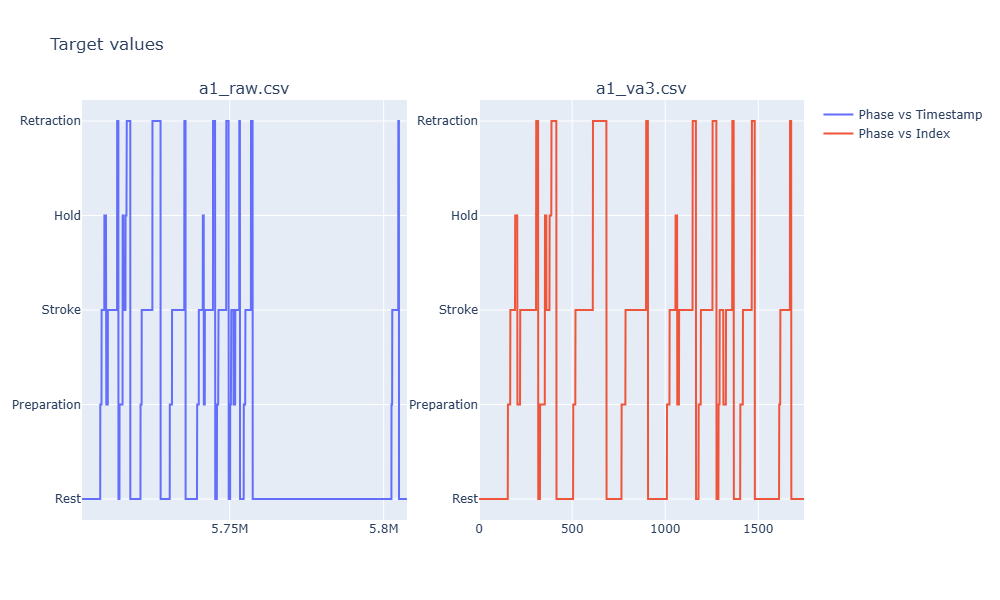 Target values
a1_raw.csv
a1_va3.csv
Retraction
Hold
Stroke
Preparation
Rest
5.75M
5.8M
Retraction
Hold
Stroke
Preparation
Rest
0
500
1000
1500
Phase vs Timestamp
Phase vs Index